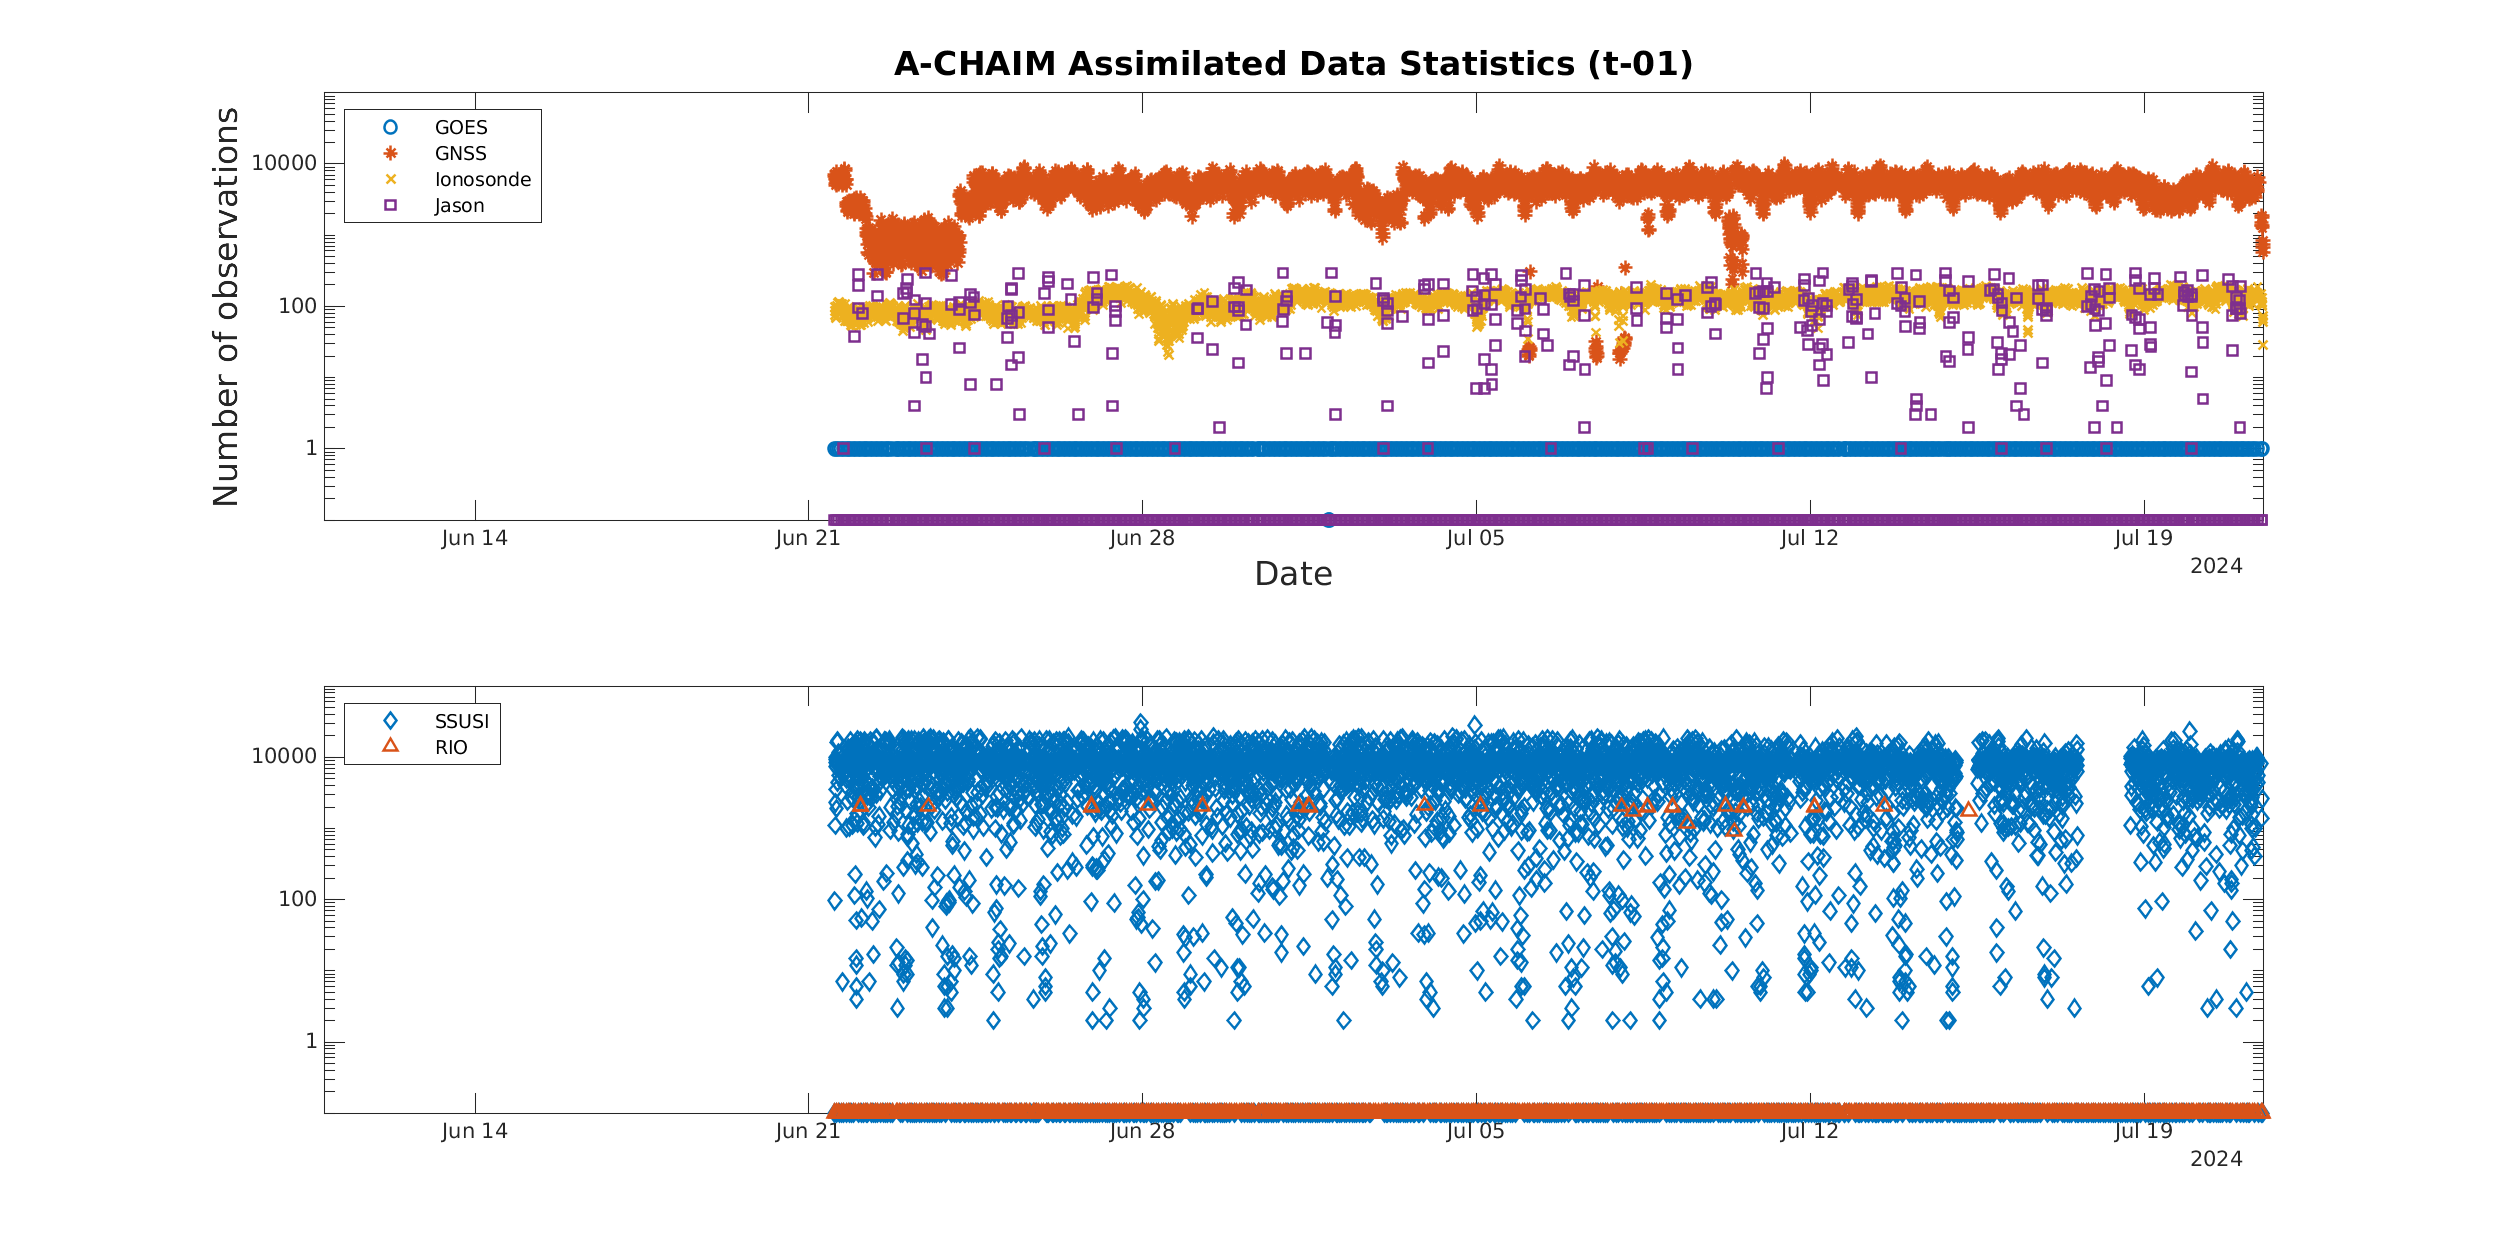 A-CHAIM Assimilated Data Statistics (t-01)
Number of observations
10000
100
1
GOES
GNSS
Ionosonde
Jason
Jun 14
Jun 21
Jun 28
Jul 05
Jul 12
Jul 19
2024
Date
10000
100
1
SSUSI
RIO
Jun 14
Jun 21
Jun 28
Jul 05
Jul 12
Jul 19
2024